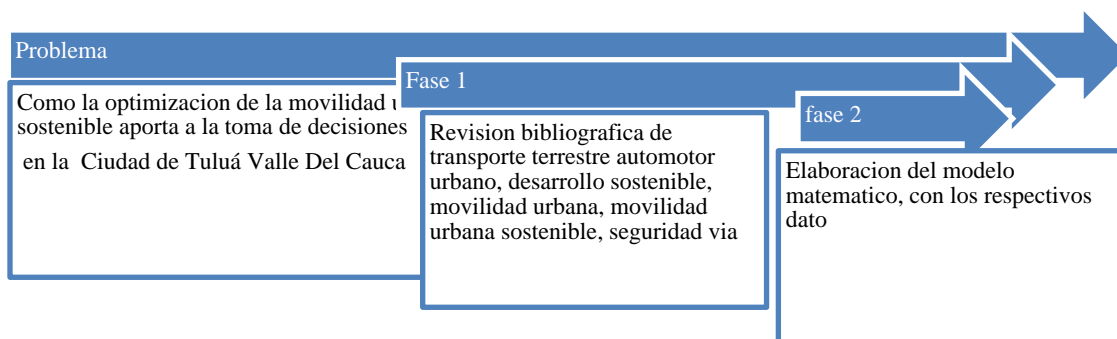 Problema
Como la optimizacion de la movilidad u
sostenible aporta a la toma de decisiones
en la Ciudad de Tuluá Valle Del Cauca
Fase 1
Revision bibliografica de
transporte terrestre automotor
urbano, desarrollo sostenible,
movilidad urbana, movilidad
urbana sostenible, seguridad via
fase 2
Elaboracion del modelo
matematico, con los respectivos
dato